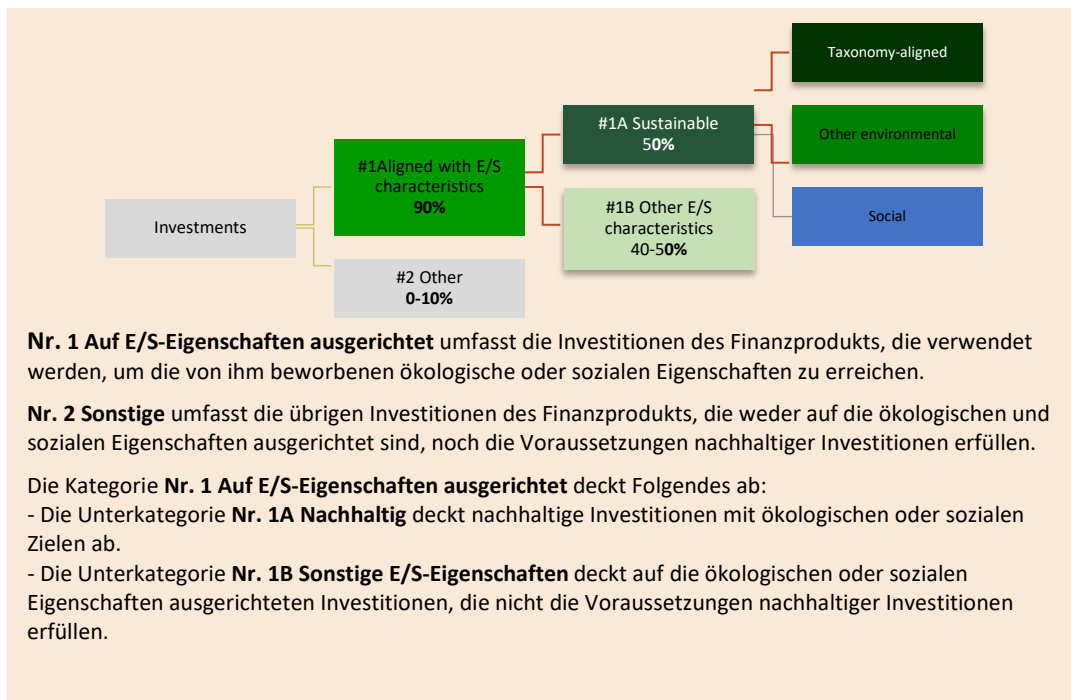 Taxonomy-aligned
#1A Sustainable
50%
Other environmental
#1Aligned with E/S
characteristics
90%
#1B Other E/S
characteristics
40-50%
Social
Investments
#2 Other
0-10%
Nr. 1 Auf E/S-Eigenschaften ausgerichtet umfasst die Investitionen des Finanzprodukts, die verwendet
werden, um die von ihm beworbenen ökologische oder sozialen Eigenschaften zu erreichen.
Nr. 2 Sonstige umfasst die übrigen Investitionen des Finanzprodukts, die weder auf die ökologischen und
sozialen Eigenschaften ausgerichtet sind, noch die Voraussetzungen nachhaltiger Investitionen erfüllen.
Die Kategorie Nr. 1 Auf E/S-Eigenschaften ausgerichtet deckt Folgendes ab:
- Die Unterkategorie Nr. 1A Nachhaltig deckt nachhaltige Investitionen mit ökologischen oder sozialen
Zielen ab.
- Die Unterkategorie Nr. 1B Sonstige E/S-Eigenschaften deckt auf die ökologischen oder sozialen
Eigenschaften ausgerichteten Investitionen, die nicht die Voraussetzungen nachhaltiger Investitionen
erfüllen.